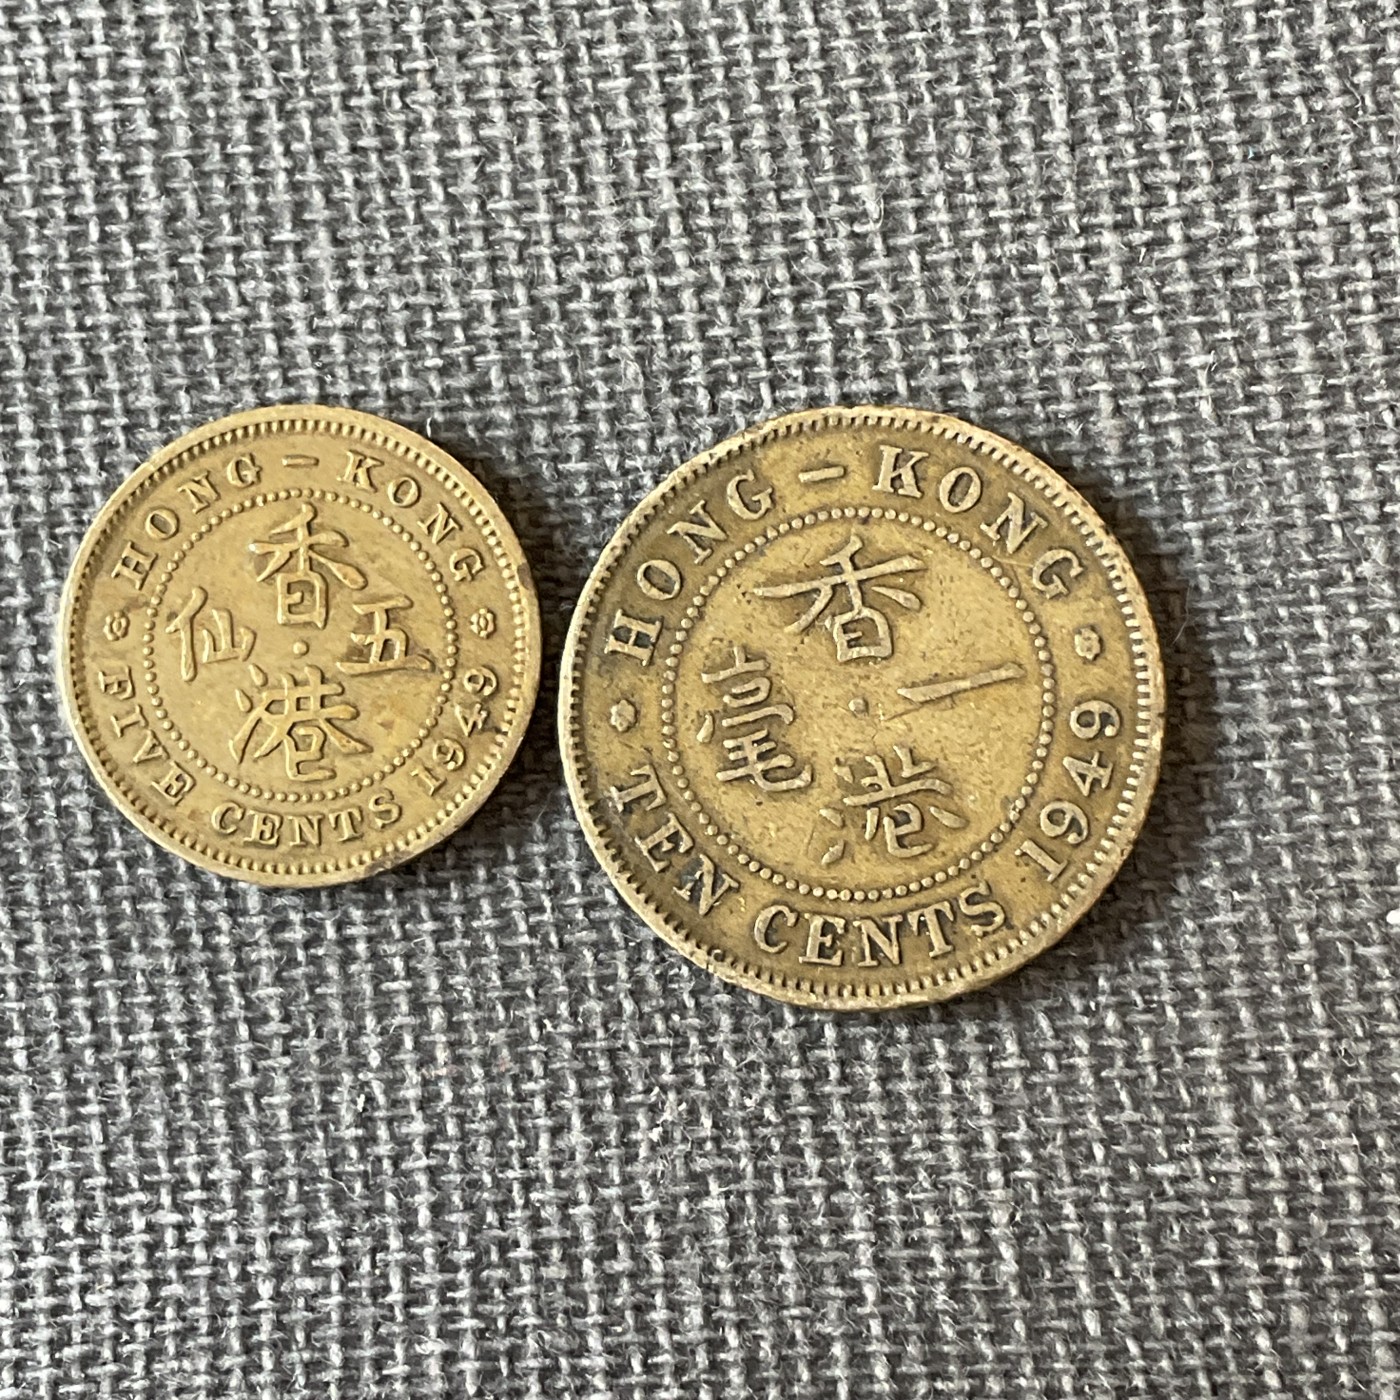 HONG - KONG
香港
五仙
FIVE CENTS 1949
HONG - KONG
香港
一毫
TEN CENTS 1949